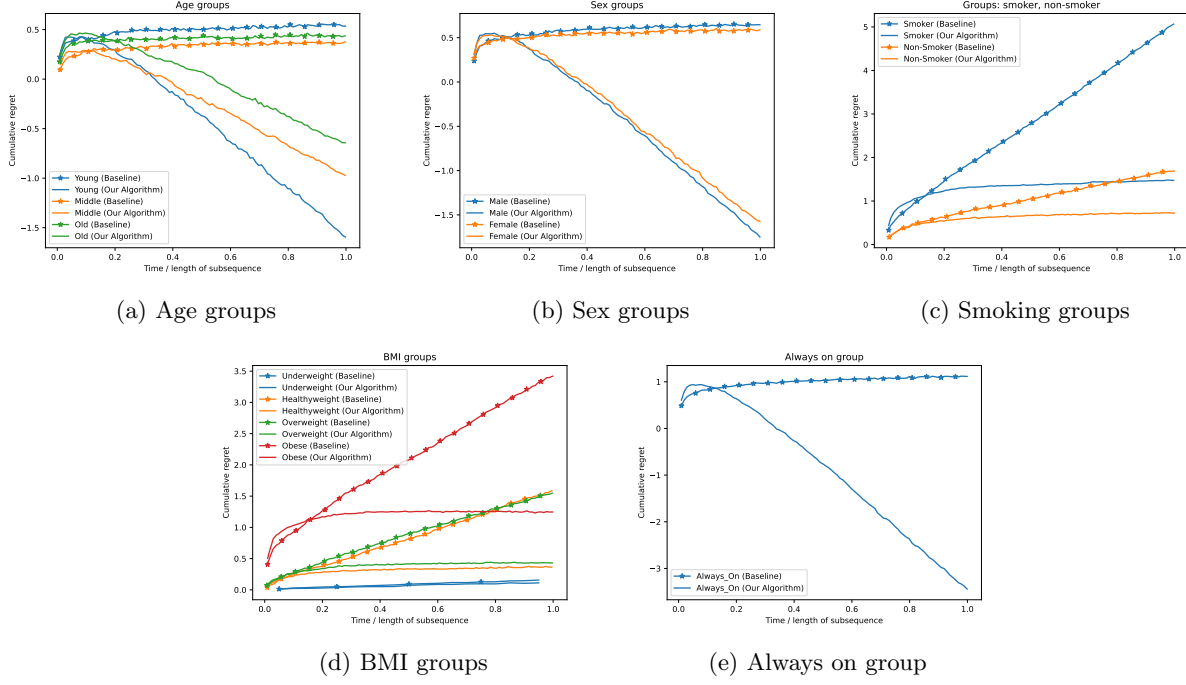 Age groups
Cumulative regret
0.5
0.0
−0.5
−1.0
−1.5
Young (Baseline)
Young (Our Algorithm)
Middle (Baseline)
Middle (Our Algorithm)
Old (Baseline)
Old (Our Algorithm)
0.0 0.2 0.4 0.6 0.8 1.0
Time / length of subsequence
(a) Age groups
Sex groups
Cumulative regret
0.5
0.0
−0.5
−1.0
−1.5
Male (Baseline)
Male (Our Algorithm)
Female (Baseline)
Female (Our Algorithm)
0.0 0.2 0.4 0.6 0.8 1.0
Time / length of subsequence
(b) Sex groups
Groups: smoker, non-smoker
Cumulative regret
5
4
3
2
1
0
Smoker (Baseline)
Smoker (Our Algorithm)
Non-Smoker (Baseline)
Non-Smoker (Our Algorithm)
0.0 0.2 0.4 0.6 0.8 1.0
Time / length of subsequence
(c) Smoking groups
BMI groups
Cumulative regret
3.5
3.0
2.5
2.0
1.5
1.0
0.5
0.0
Underweight (Baseline)
Underweight (Our Algorithm)
Healthyweight (Baseline)
Healthyweight (Our Algorithm)
Overweight (Baseline)
Overweight (Our Algorithm)
Obese (Baseline)
Obese (Our Algorithm)
0.0 0.2 0.4 0.6 0.8 1.0
Time / length of subsequence
(d) BMI groups
Always on group
Cumulative regret
1
0
−1
−2
−3
Always_On (Baseline)
Always_On (Our Algorithm)
0.0 0.2 0.4 0.6 0.8 1.0
Time / length of subsequence
(e) Always on group